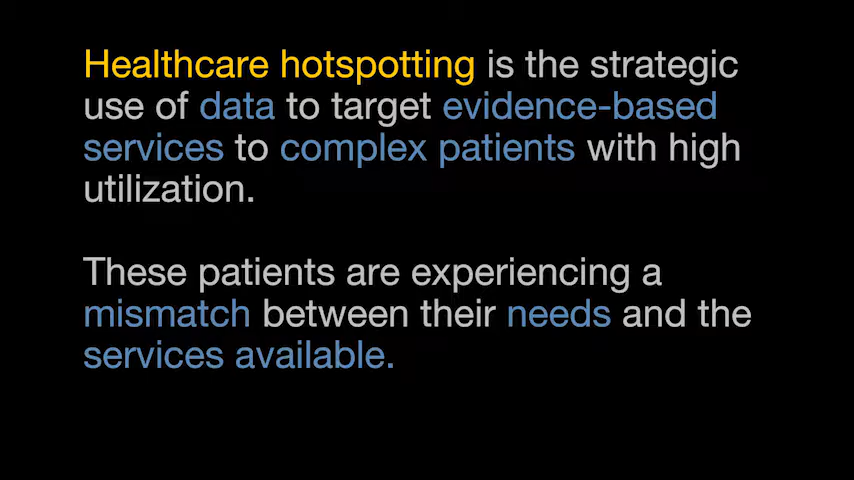 Healthcare hotspotting is the strategic
use of data to target evidence-based
services to complex patients with high
utilization.
These patients are experiencing a
mismatch between their needs and the
services available.